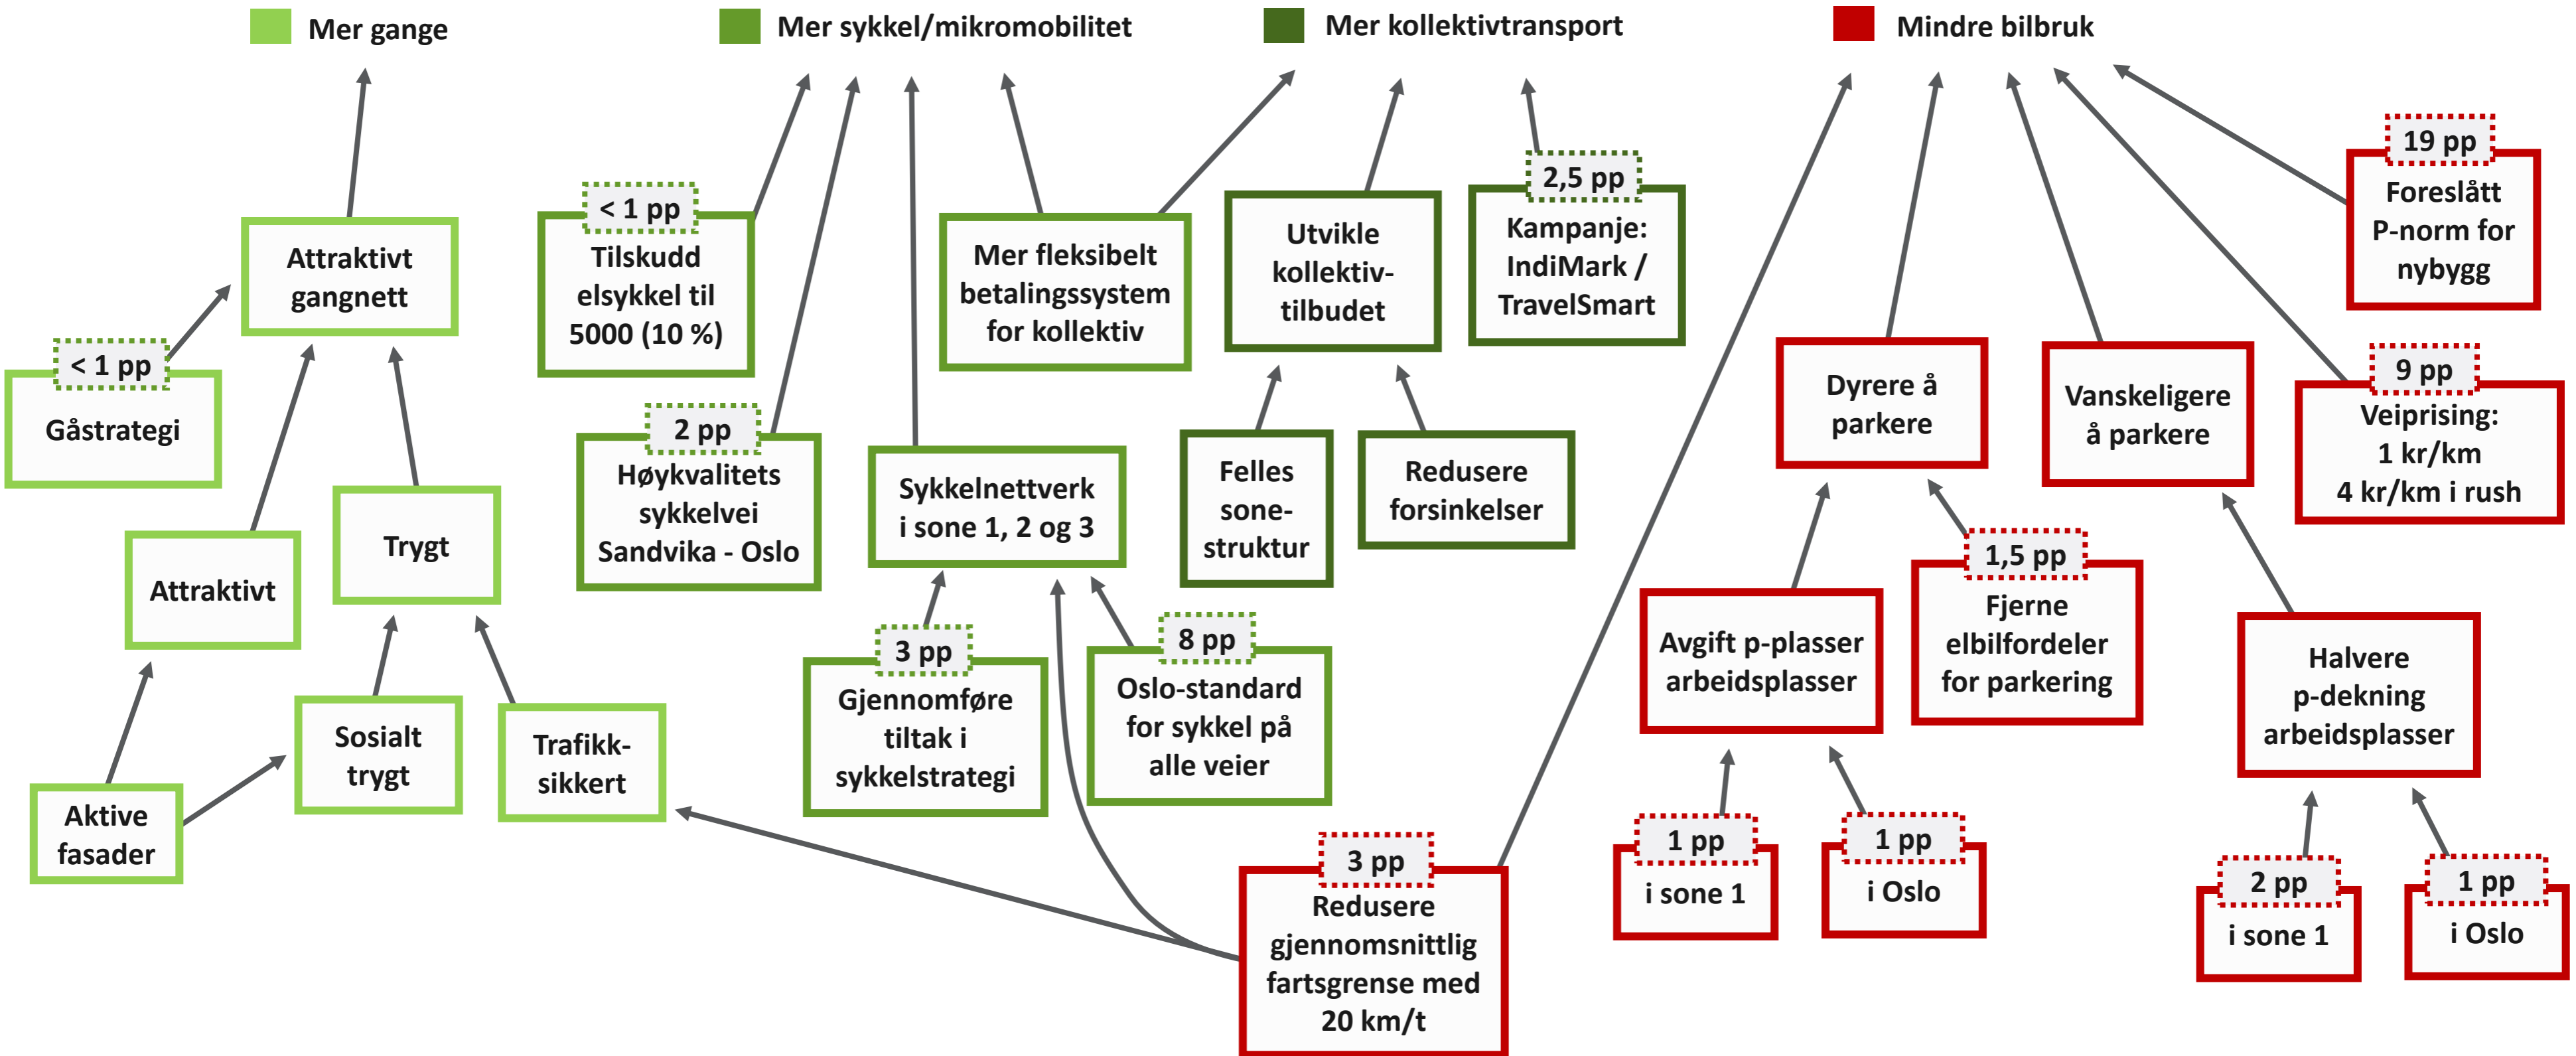 Mer gange
Mer sykkel/mikromobilitet
Mer kollektivtransport
Mindre bilbruk
Attraktivt
gangnett
< 1 pp
Gåstrategi
Attraktivt
Trygt
Sosialt
trygt
Trafikk-
sikkert
Aktive
fasader
< 1 pp
Tilskudd
elsykkel til
5000 (10 %)
2 pp
Høykvalitets
sykkelvei
Sandvika - Oslo
Sykkelnettverk
i sone 1, 2 og 3
3 pp
Gjennomføre
tiltak i
sykkelstrategi
8 pp
Oslo-standard
for sykkel på
alle veier
Mer fleksibelt
betalingssystem
for kollektiv
Utvikle
kollektiv-
tilbudet
2,5 pp
Kampanje:
IndiMark /
TravelSmart
Felles
sone-
struktur
Redusere
forsinkelser
3 pp
Redusere
gjennomsnittlig
fartsgrense med
20 km/t
Dyrere å
parkere
Avgift p-plasser
arbeidsplasser
1 pp
i sone 1
1 pp
i Oslo
1,5 pp
Fjerne
elbilfordeler
for parkering
Vanskeligere
å parkere
Halvere
p-dekning
arbeidsplasser
2 pp
i sone 1
1 pp
i Oslo
9 pp
Veiprising:
1 kr/km
4 kr/km i rush
19 pp
Foreslått
P-norm for
nybygg